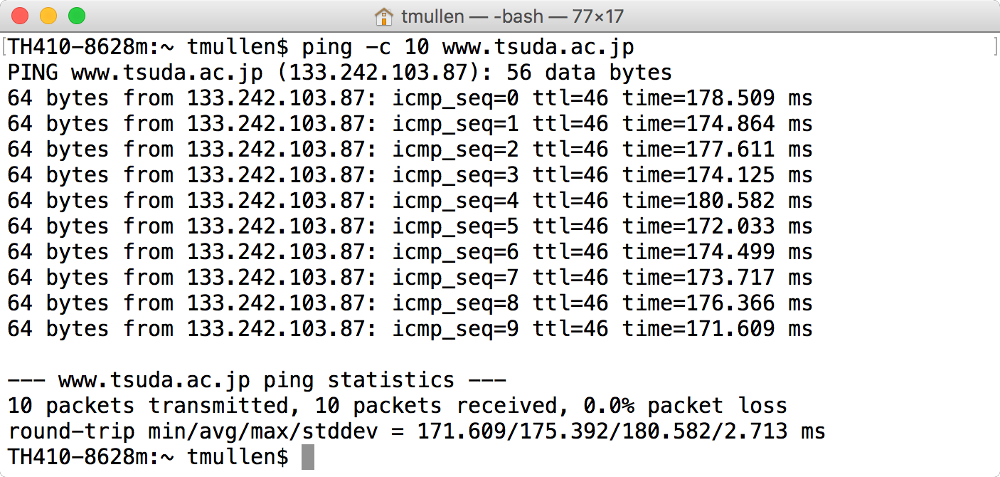 tmullen — -bash — 77×17
[TH410-8628m:~ tmullen$ ping -c 10 www.tsuda.ac.jp ]
PING www.tsuda.ac.jp (133.242.103.87): 56 data bytes
64 bytes from 133.242.103.87: icmp_seq=0 ttl=46 time=178.509 ms
64 bytes from 133.242.103.87: icmp_seq=1 ttl=46 time=174.864 ms
64 bytes from 133.242.103.87: icmp_seq=2 ttl=46 time=177.611 ms
64 bytes from 133.242.103.87: icmp_seq=3 ttl=46 time=174.125 ms
64 bytes from 133.242.103.87: icmp_seq=4 ttl=46 time=180.582 ms
64 bytes from 133.242.103.87: icmp_seq=5 ttl=46 time=172.033 ms
64 bytes from 133.242.103.87: icmp_seq=6 ttl=46 time=174.499 ms
64 bytes from 133.242.103.87: icmp_seq=7 ttl=46 time=173.717 ms
64 bytes from 133.242.103.87: icmp_seq=8 ttl=46 time=176.366 ms
64 bytes from 133.242.103.87: icmp_seq=9 ttl=46 time=171.609 ms
--- www.tsuda.ac.jp ping statistics ---
10 packets transmitted, 10 packets received, 0.0% packet loss
round-trip min/avg/max/stddev = 171.609/175.392/180.582/2.713 ms
TH410-8628m:~ tmullen$